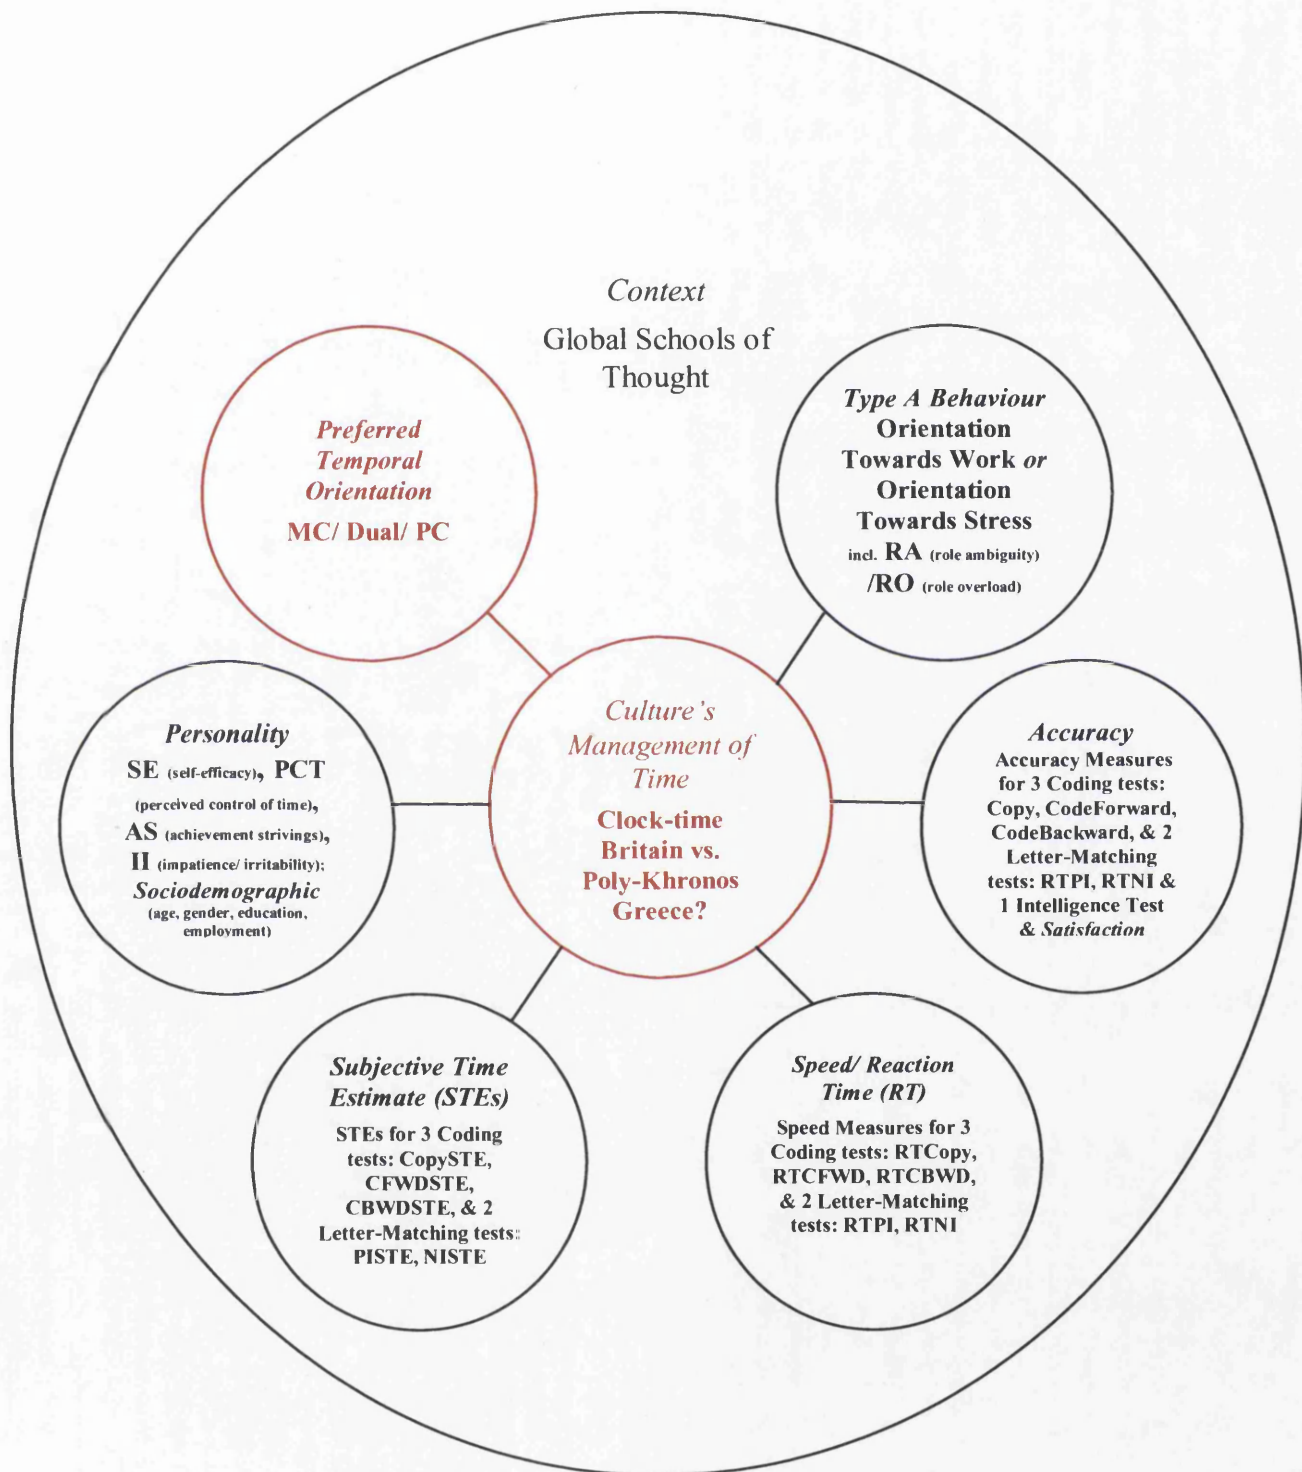 Context
Global Schools of
Thought
Preferred
Temporal
Orientation
MC/ Dual/ PC
Type A Behaviour
Orientation
Towards Work or
Orientation
Towards Stress
incl. RA (role ambiguity)
/RO (role overload)
Culture's
Management of
Time
Clock-time
Britain vs.
Poly-Khronos
Greece?
Personality
SE (self-efficacy), PCT
(perceived control of time),
AS (achievement strivings),
II (impatience/ irritability);
Sociodemographic
(age, gender, education,
employment)
Accuracy
Accuracy Measures
for 3 Coding tests:
Copy, CodeForward,
CodeBackward, & 2
Letter-Matching
tests: RTPI, RTNI &
1 Intelligence Test
& Satisfaction
Subjective Time
Estimate (STEs)
STEs for 3 Coding
tests: CopySTE,
CFWDSTE,
CBWDSTE, & 2
Letter-Matching tests:
PISTE, NISTE
Speed/ Reaction
Time (RT)
Speed Measures for 3
Coding tests: RTCopy,
RTCFWD, RTCBWD,
& 2 Letter-Matching
tests: RTPI, RTNI